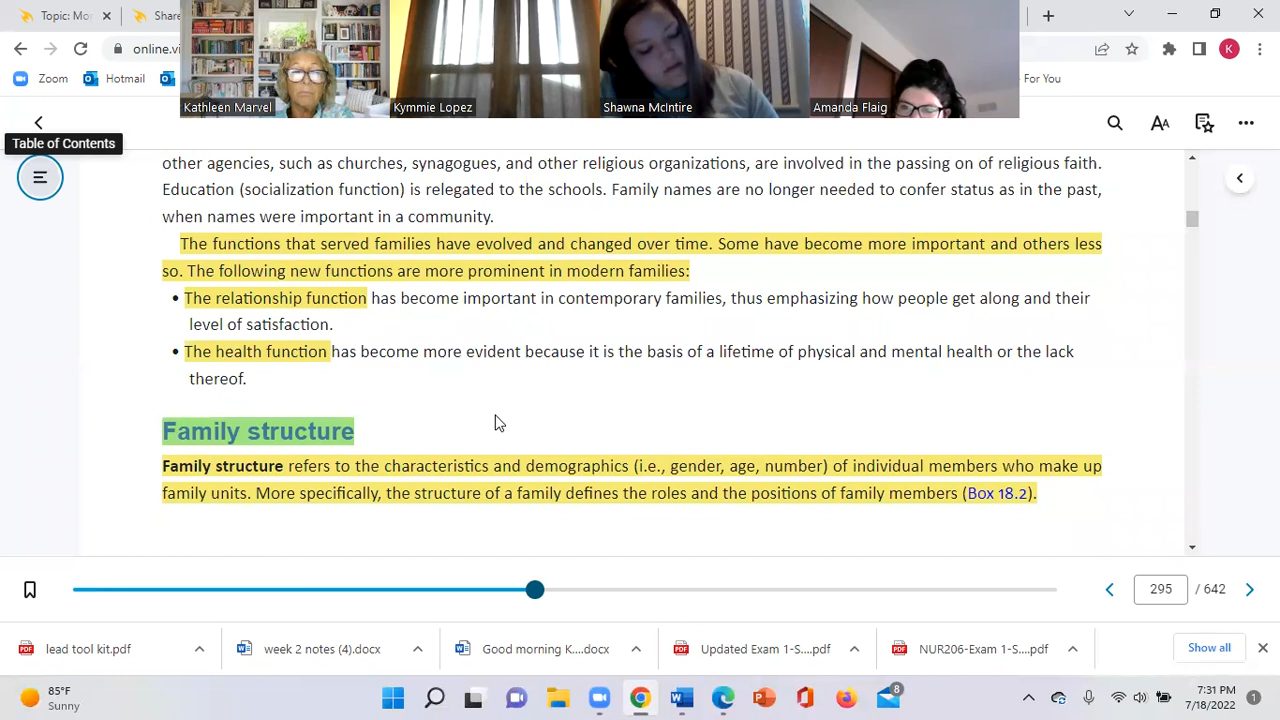 Topic: Mo
Share
online.vi
Zoom
Hotmail
For You
Kathleen Marvel
Kymmie Lopez
Shawna McIntire
Amanda Flaig
K
Table of Contents
AA
other agencies, such as churches, synagogues, and other religious organizations, are involved in the passing on of religious faith.
Education (socialization function) is relegated to the schools. Family names are no longer needed to confer status as in the past,
when names were important in a community.
The functions that served families have evolved and changed over time. Some have become more important and others less
so. The following new functions are more prominent in modern families:
• The relationship function has become important in contemporary families, thus emphasizing how people get along and their
level of satisfaction.
• The health function has become more evident because it is the basis of a lifetime of physical and mental health or the lack
thereof.
Family structure
Family structure refers to the characteristics and demographics (i.e., gender, age, number) of individual members who make up
family units. More specifically, the structure of a family defines the roles and the positions of family members (Box 18.2).
295 / 642
lead tool kit.pdf
week 2 notes (4).docx
Good morning K....docx
Updated Exam 1-S....pdf
NUR206-Exam 1-S....pdf
Show all
85°F
Sunny
8
7:31 PM
7/18/2022
1